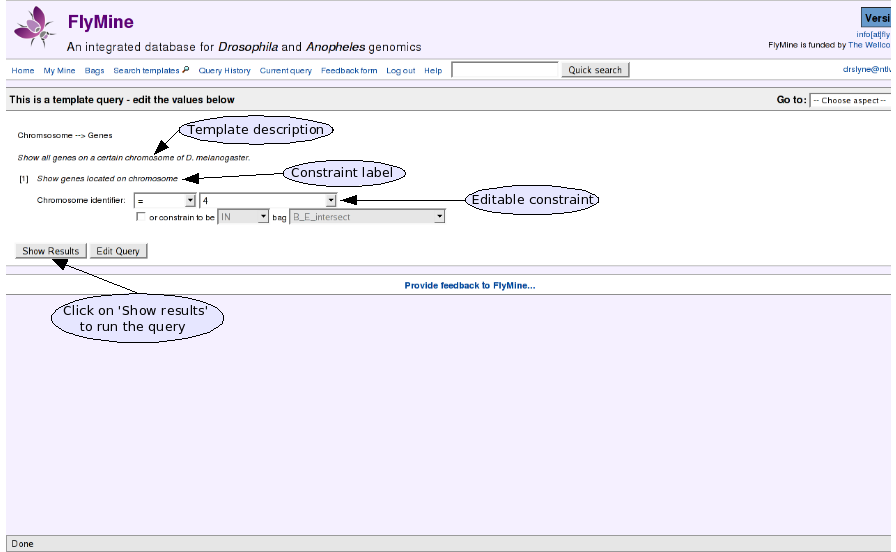 FlyMine
Versi
An integrated database for Drosophila and Anopheles genomics
info[at]fly
FlyMine is funded by The Wellco
Home My Mine Bags Search templates Query History Current query Feedback form Log out Help Quick search drslyne@ntlv
This is a template query - edit the values below
Go to: -- Choose aspect --
Template description
Chromsosome --> Genes
Show all genes on a certain chromosome of D. melanogaster.
Constraint label
[1] Show genes located on chromosome
Editable constraint
Chromosome identifier: = 4
or constrain to be IN bag B_E_intersect
Show Results Edit Query
Provide feedback to FlyMine...
Click on 'Show results'
to run the query
Done